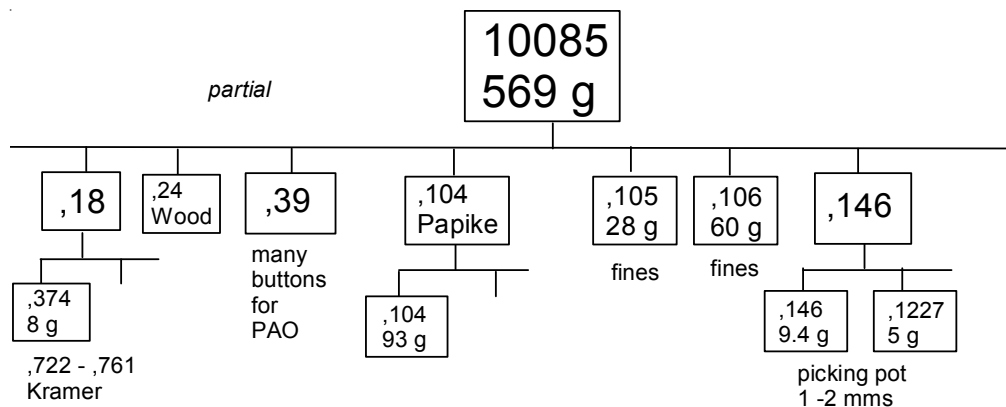 10085
569 g
partial
,18
,24
Wood
,39
,104
Papike
,105
28 g
,106
60 g
,146
many
buttons
for
PAO
fines
fines
,374
8 g
,104
93 g
,146
9.4 g
,1227
5 g
,722 - ,761
Kramer
picking pot
1 -2 mms